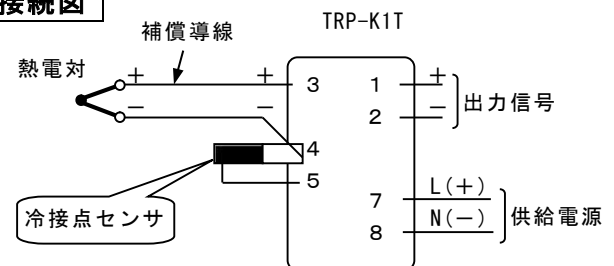 接続図
TRP-K1T
補償導線
熱電対
+ + 3 1 +
出力信号
− − 2 −
4
5
7 L(+)
供給電源
8 N(−)
冷接点センサ